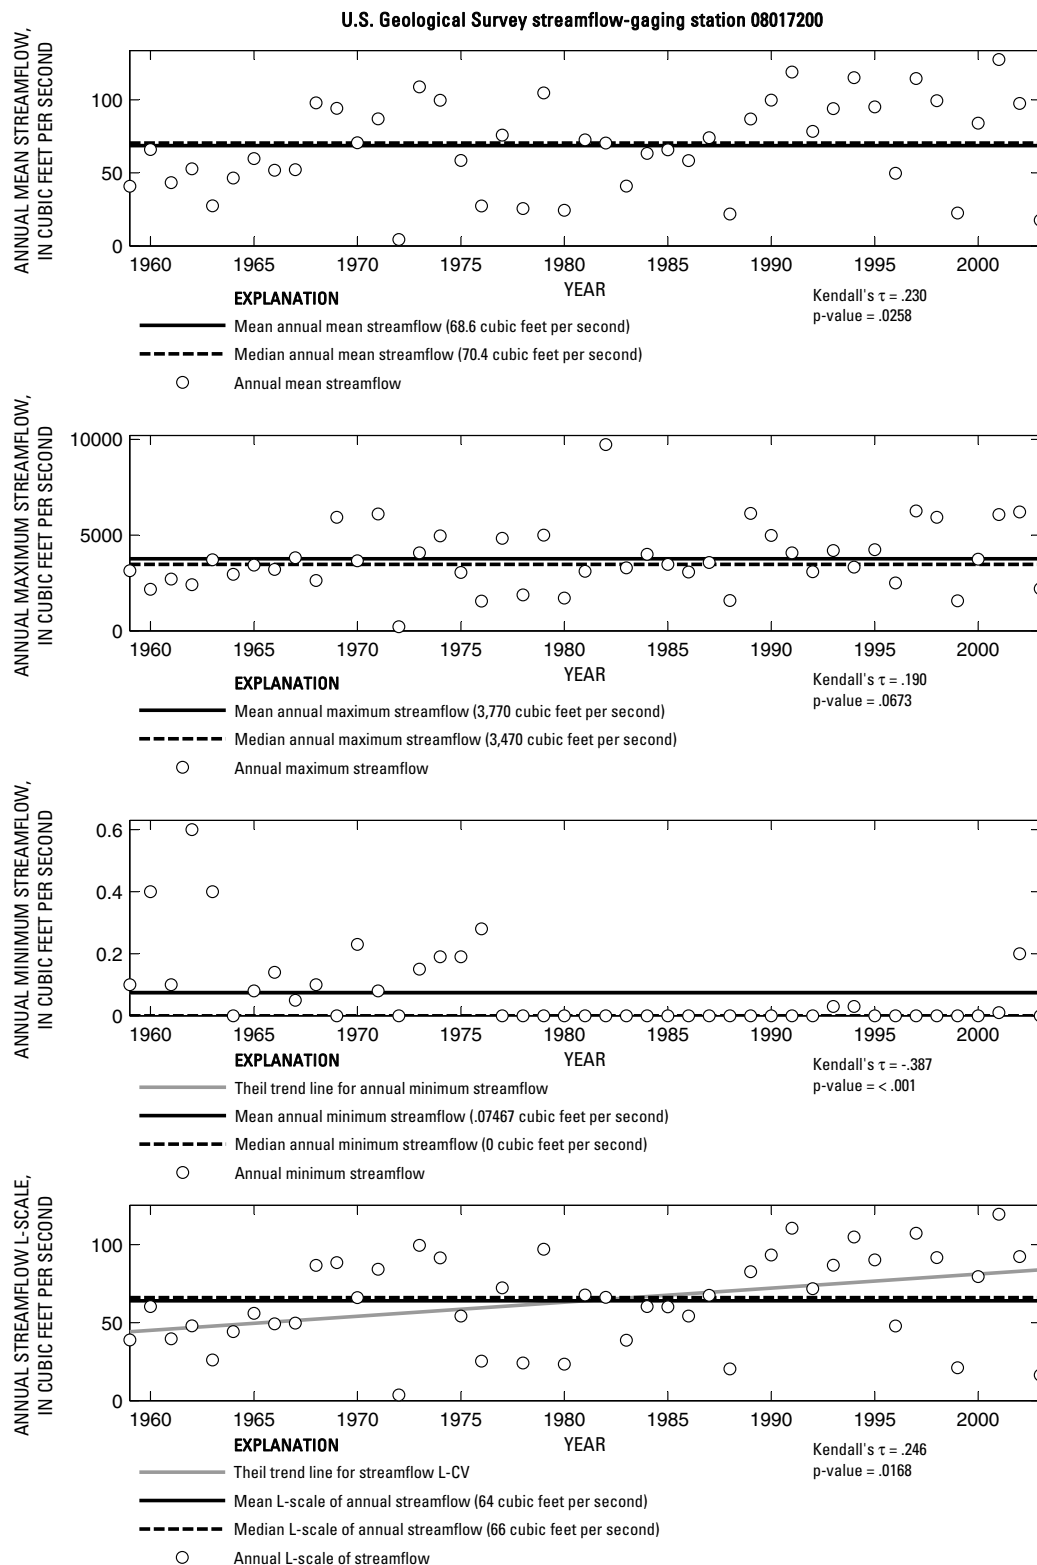 U.S. Geological Survey streamflow-gaging station 08017200
ANNUAL MEAN STREAMFLOW,
IN CUBIC FEET PER SECOND
100
50
0
1960 1965 1970 1975 1980 1985 1990 1995 2000
YEAR
EXPLANATION
Mean annual mean streamflow (68.6 cubic feet per second)
Median annual mean streamflow (70.4 cubic feet per second)
Annual mean streamflow
Kendall's τ = .230
p-value = .0258
ANNUAL MAXIMUM STREAMFLOW,
IN CUBIC FEET PER SECOND
10000
5000
0
1960 1965 1970 1975 1980 1985 1990 1995 2000
YEAR
EXPLANATION
Mean annual maximum streamflow (3,770 cubic feet per second)
Median annual maximum streamflow (3,470 cubic feet per second)
Annual maximum streamflow
Kendall's τ = .190
p-value = .0673
ANNUAL MINIMUM STREAMFLOW,
IN CUBIC FEET PER SECOND
0.6
0.4
0.2
0
1960 1965 1970 1975 1980 1985 1990 1995 2000
YEAR
EXPLANATION
Theil trend line for annual minimum streamflow
Mean annual minimum streamflow (.07467 cubic feet per second)
Median annual minimum streamflow (0 cubic feet per second)
Annual minimum streamflow
Kendall's τ = -.387
p-value = < .001
ANNUAL STREAMFLOW L-SCALE,
IN CUBIC FEET PER SECOND
100
50
0
1960 1965 1970 1975 1980 1985 1990 1995 2000
YEAR
EXPLANATION
Theil trend line for streamflow L-CV
Mean L-scale of annual streamflow (64 cubic feet per second)
Median L-scale of annual streamflow (66 cubic feet per second)
Annual L-scale of streamflow
Kendall's τ = .246
p-value = .0168